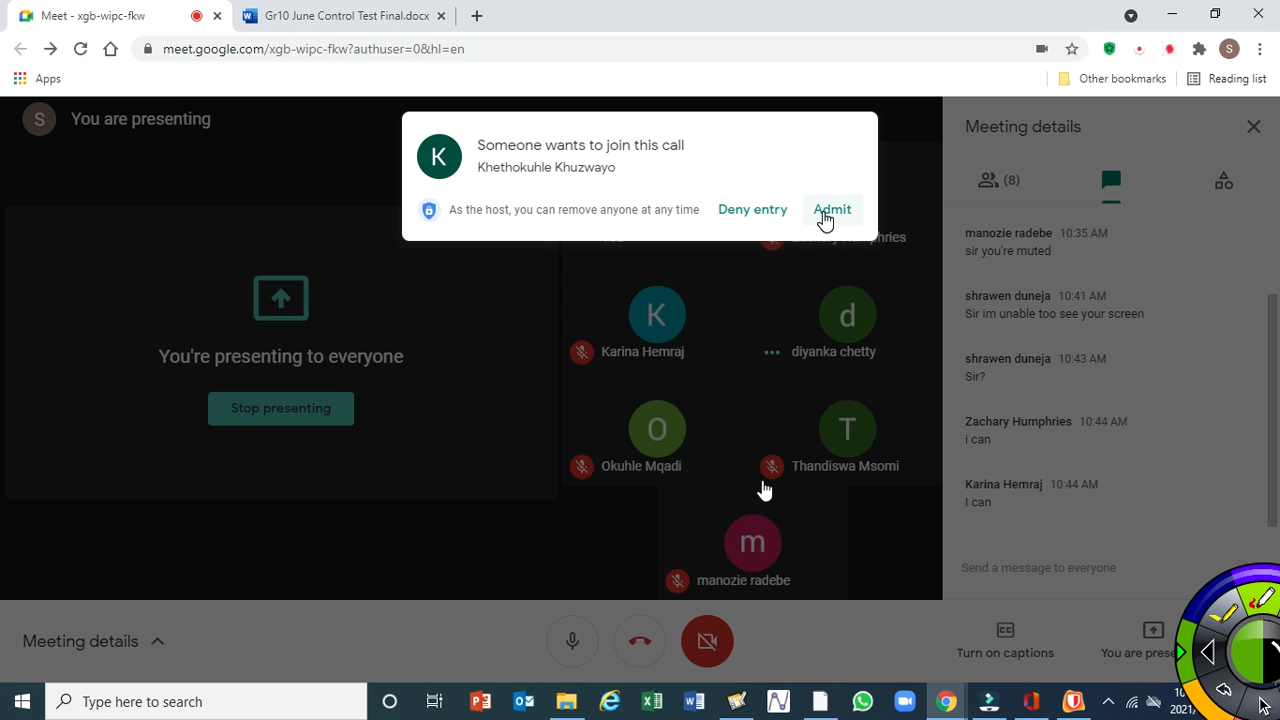 Meet - xgb-wipc-fkw
Gr10 June Control Test Final.docx
meet.google.com/xgb-wipc-fkw?authuser=0&hl=en
S
Apps
Other bookmarks
Reading list
S
You are presenting
K
Someone wants to join this call
Khethokuhle Khuzwayo
As the host, you can remove anyone at any time
Deny entry
Admit
You're presenting to everyone
Stop presenting
K
Karina Hemraj
d
diyanka chetty
O
Okuhle Mqadi
T
Thandiswa Msomi
m
manozie radebe
Meeting details
(8)
manozie radebe 10:35 AM
sir you're muted
shrawen duneja 10:41 AM
Sir im unable too see your screen
shrawen duneja 10:43 AM
Sir?
Zachary Humphries 10:44 AM
i can
Karina Hemraj 10:44 AM
I can
Send a message to everyone
Meeting details
Turn on captions
You are prese
Type here to search